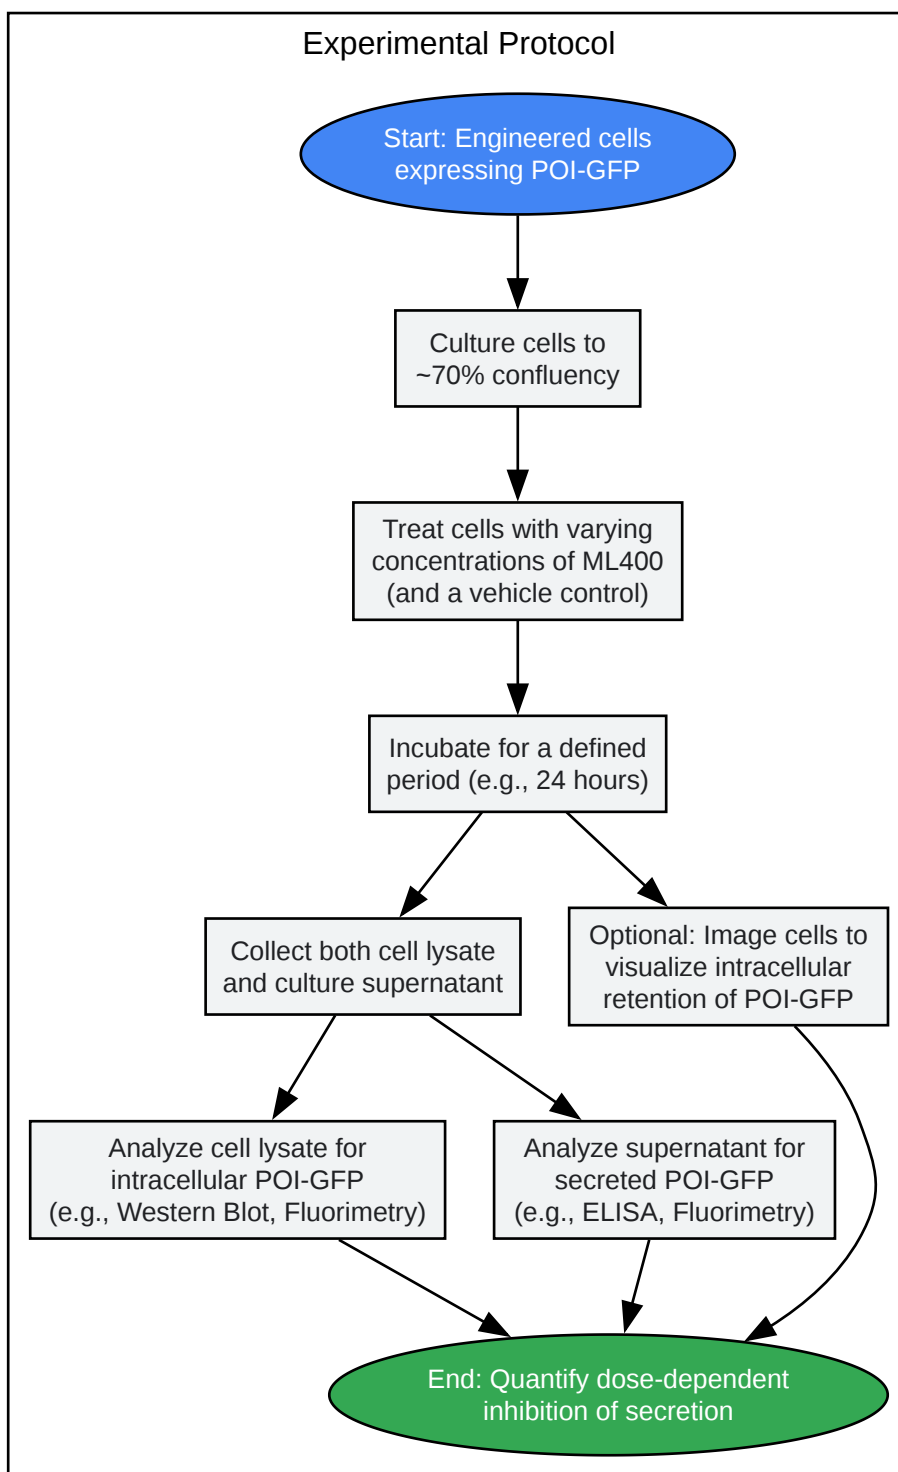 Experimental Protocol
Start: Engineered cells
expressing POI-GFP
Culture cells to
~70% confluency
Treat cells with varying
concentrations of ML400
(and a vehicle control)
Incubate for a defined
period (e.g., 24 hours)
Collect both cell lysate
and culture supernatant
Optional: Image cells to
visualize intracellular
retention of POI-GFP
Analyze cell lysate for
intracellular POI-GFP
(e.g., Western Blot, Fluorimetry)
Analyze supernatant for
secreted POI-GFP
(e.g., ELISA, Fluorimetry)
End: Quantify dose-dependent
inhibition of secretion